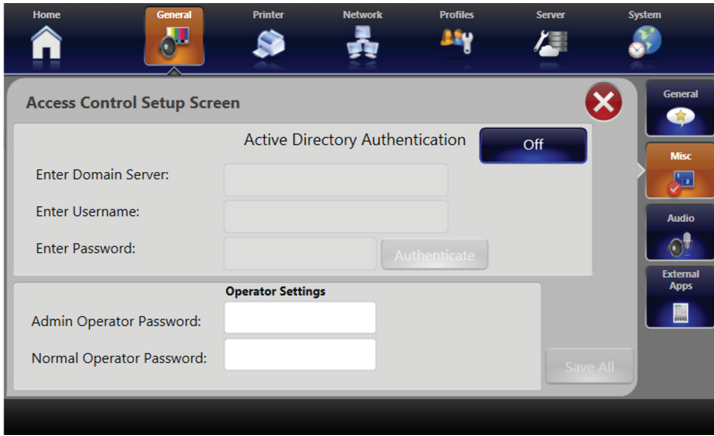 Home General Printer Network Profiles Server System
Access Control Setup Screen
General
Active Directory Authentication Off
Misc
1 2
Enter Domain Server:
Enter Username:
Audio
Enter Password: Authenticate
External
Apps
Operator Settings
Admin Operator Password:
Normal Operator Password:
Save All